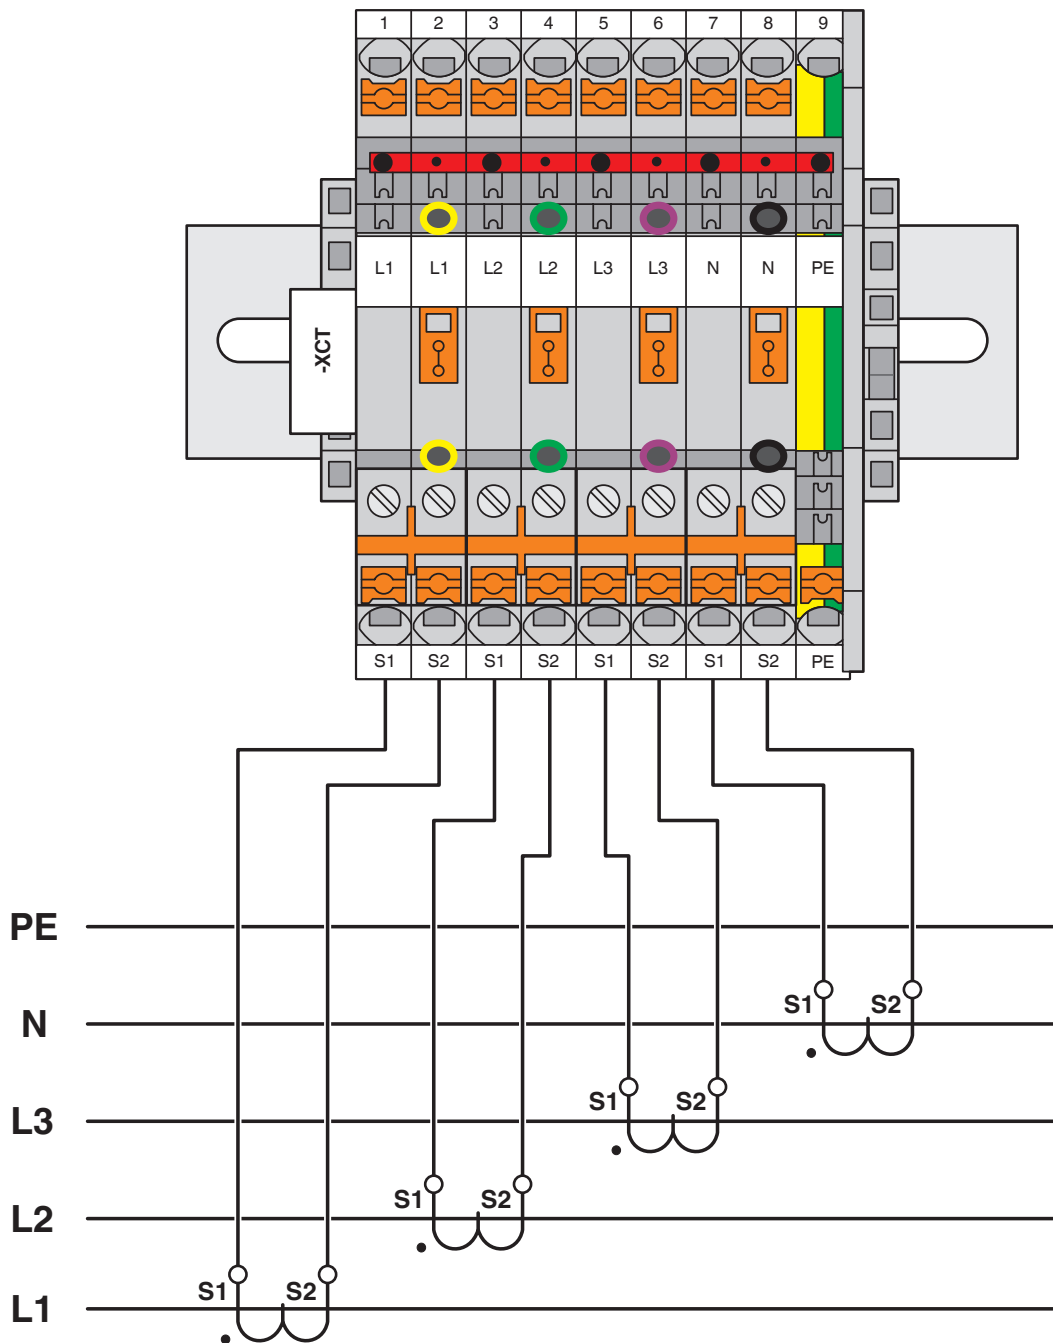 1 2 3 4 5 6 7 8 9
L1 L1 L2 L2 L3 L3 N N PE
-XCT
S1 S2 S1 S2 S1 S2 S1 S2 PE
PE
S1 S2
N
S1 S2
L3
S1 S2
L2
S1 S2
L1